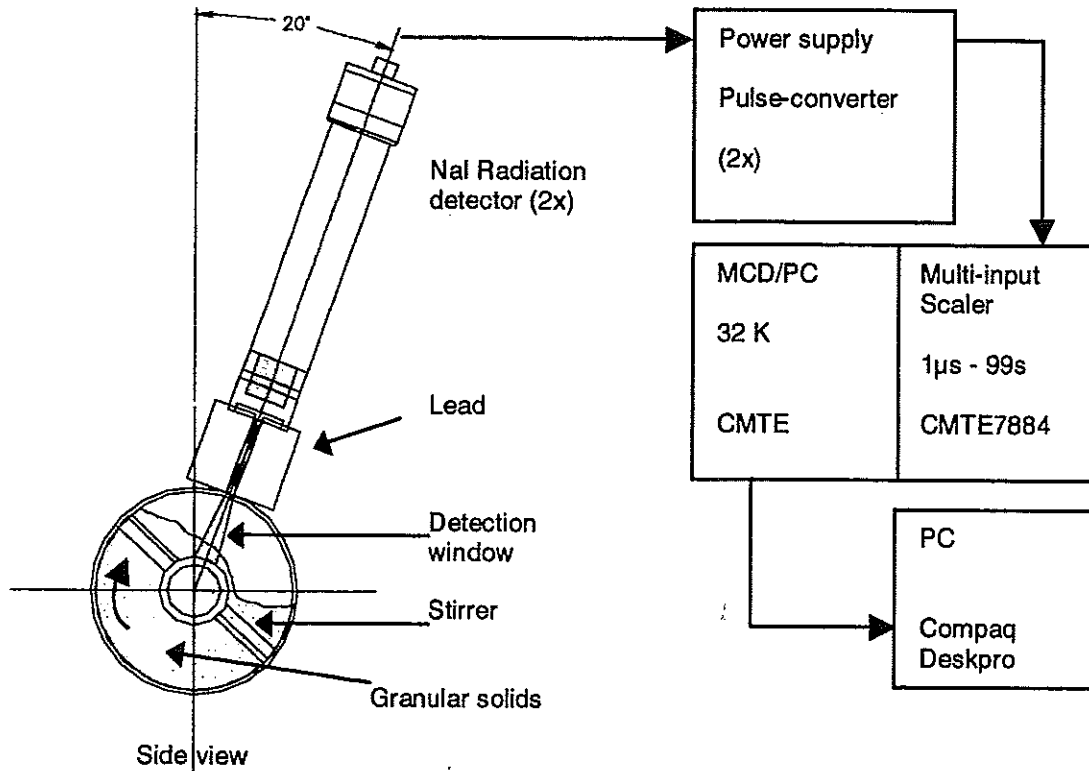 20°
Power supply
Pulse-converter
(2x)
NaI Radiation
detector (2x)
MCD/PC
32 K
CMTE
Multi-input
Scaler
1µs - 99s
CMTE7884
Lead
Detection
window
Stirrer
Granular solids
PC
Compaq
Deskpro
Side view